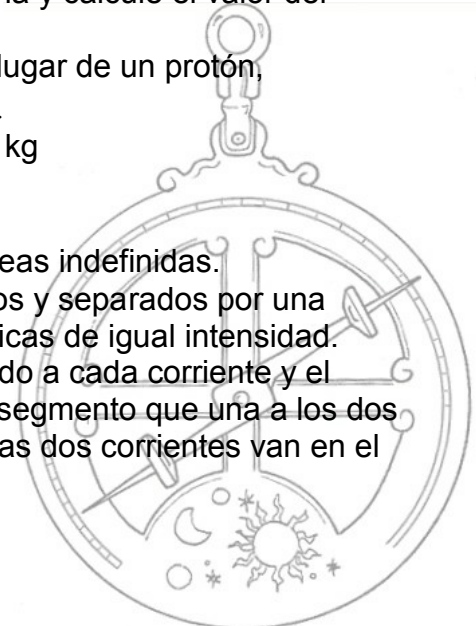 ia y calcule el valor del
lugar de un protón,
kg
eas indefinidas.
os y separados por una
icas de igual intensidad.
do a cada corriente y el
segmento que una a los dos
as dos corrientes van en el